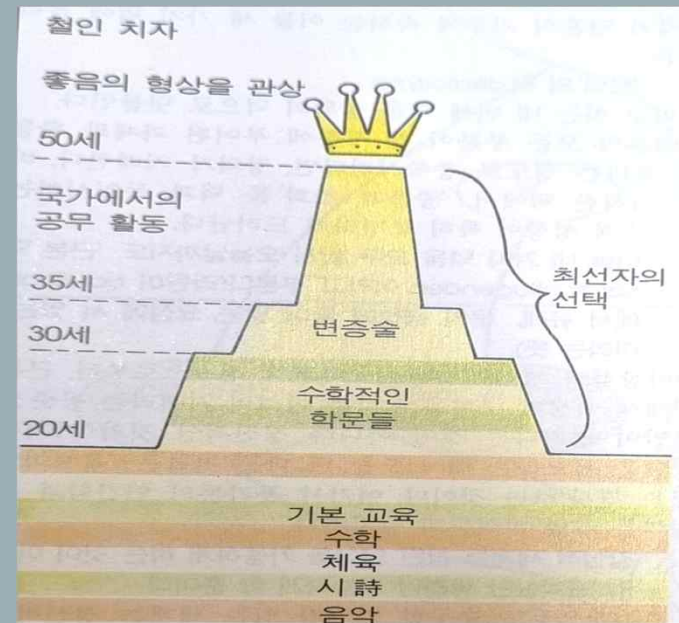 철인 치자
좋음의 형상을 관상
50세
국가에서의
공무 활동
35세
최선자의
선택
변증술
30세
수학적인
학문들
20세
기본 교육
수학
체육
시 詩
음악